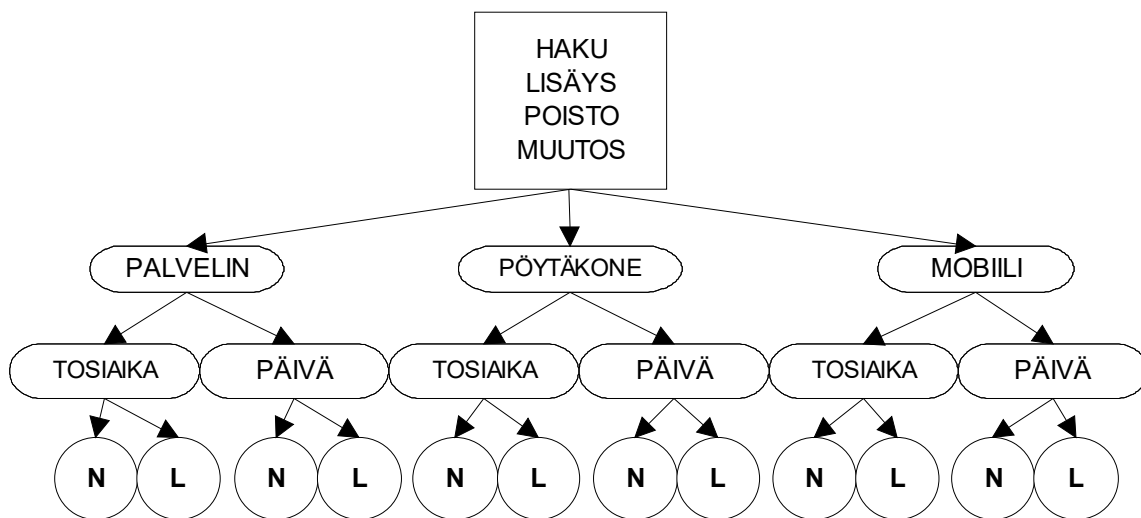 HAKU
LISÄYS
POISTO
MUUTOS
PALVELIN PÖYTÄKONE MOBIILI
TOSIAIKA PÄIVÄ TOSIAIKA PÄIVÄ TOSIAIKA PÄIVÄ
N L N L N L N L N L N L